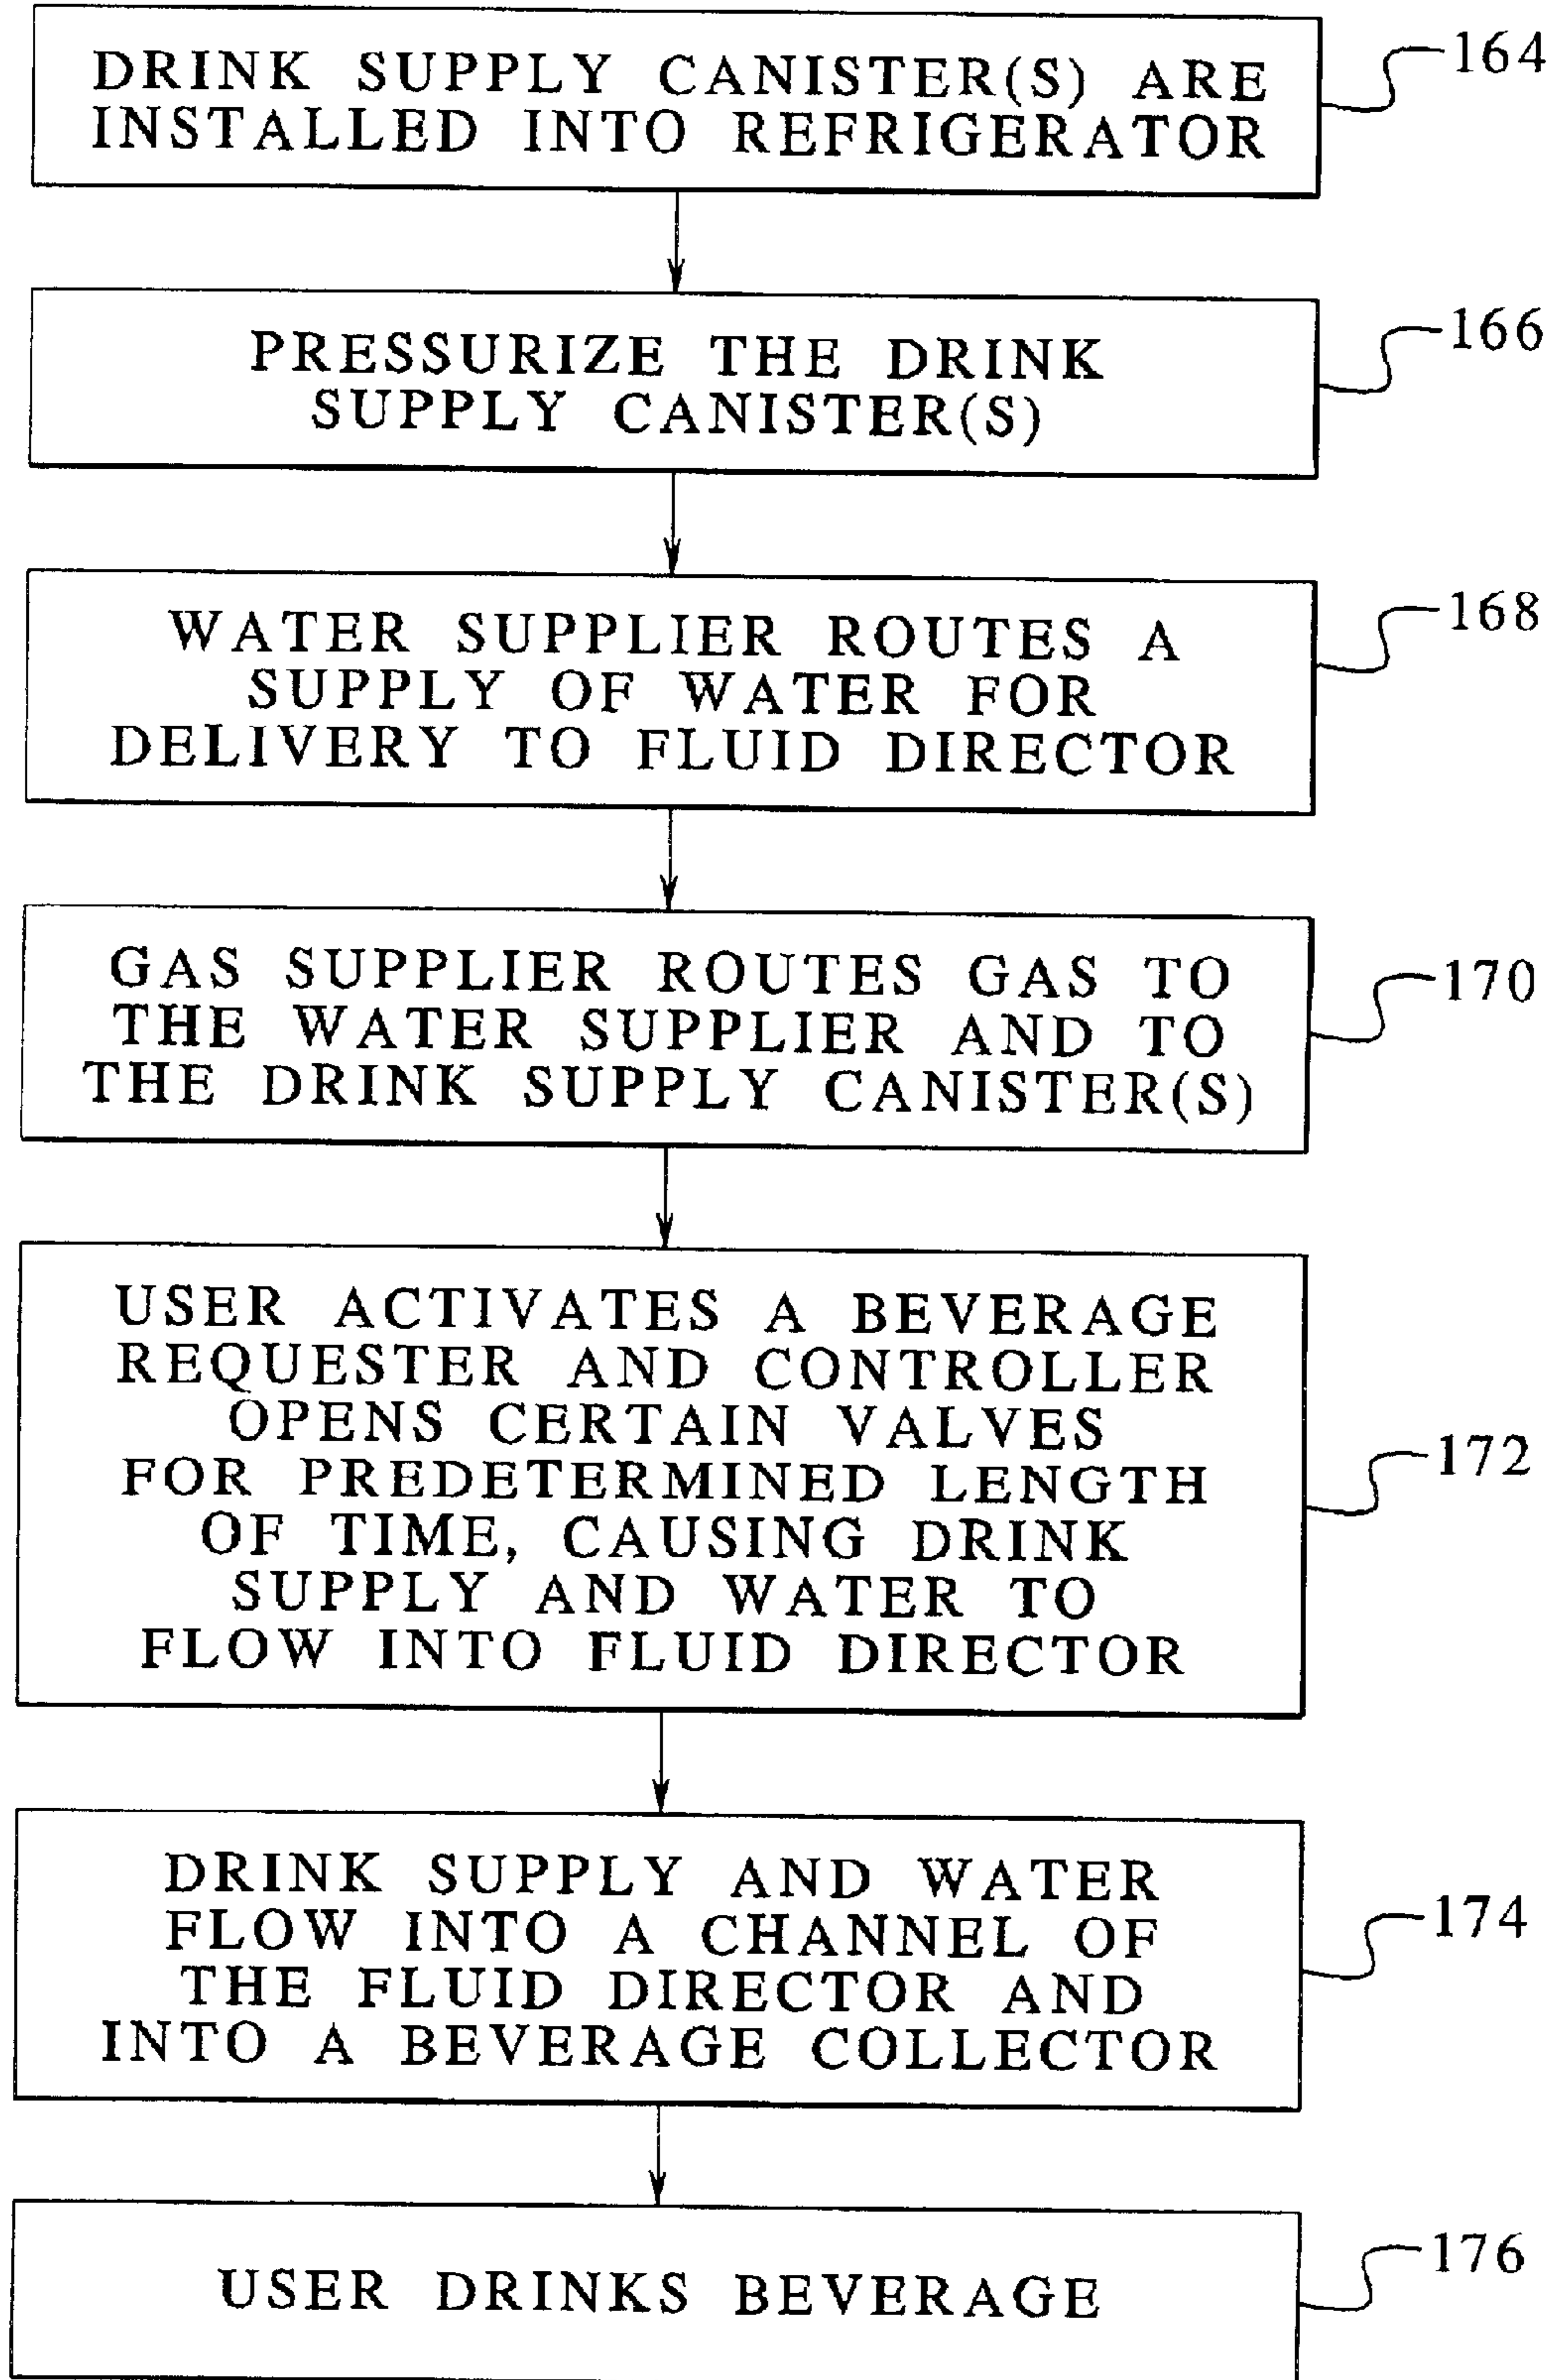 DRINK SUPPLY CANISTER(S) ARE
INSTALLED INTO REFRIGERATOR
164
PRESSURIZE THE DRINK
SUPPLY CANISTER(S)
166
WATER SUPPLIER ROUTES A
SUPPLY OF WATER FOR
DELIVERY TO FLUID DIRECTOR
168
GAS SUPPLIER ROUTES GAS TO
THE WATER SUPPLIER AND TO
THE DRINK SUPPLY CANISTER(S)
170
USER ACTIVATES A BEVERAGE
REQUESTER AND CONTROLLER
OPENS CERTAIN VALVES
FOR PREDETERMINED LENGTH
OF TIME, CAUSING DRINK
SUPPLY AND WATER TO
FLOW INTO FLUID DIRECTOR
172
DRINK SUPPLY AND WATER
FLOW INTO A CHANNEL OF
THE FLUID DIRECTOR AND
INTO A BEVERAGE COLLECTOR
174
USER DRINKS BEVERAGE
176